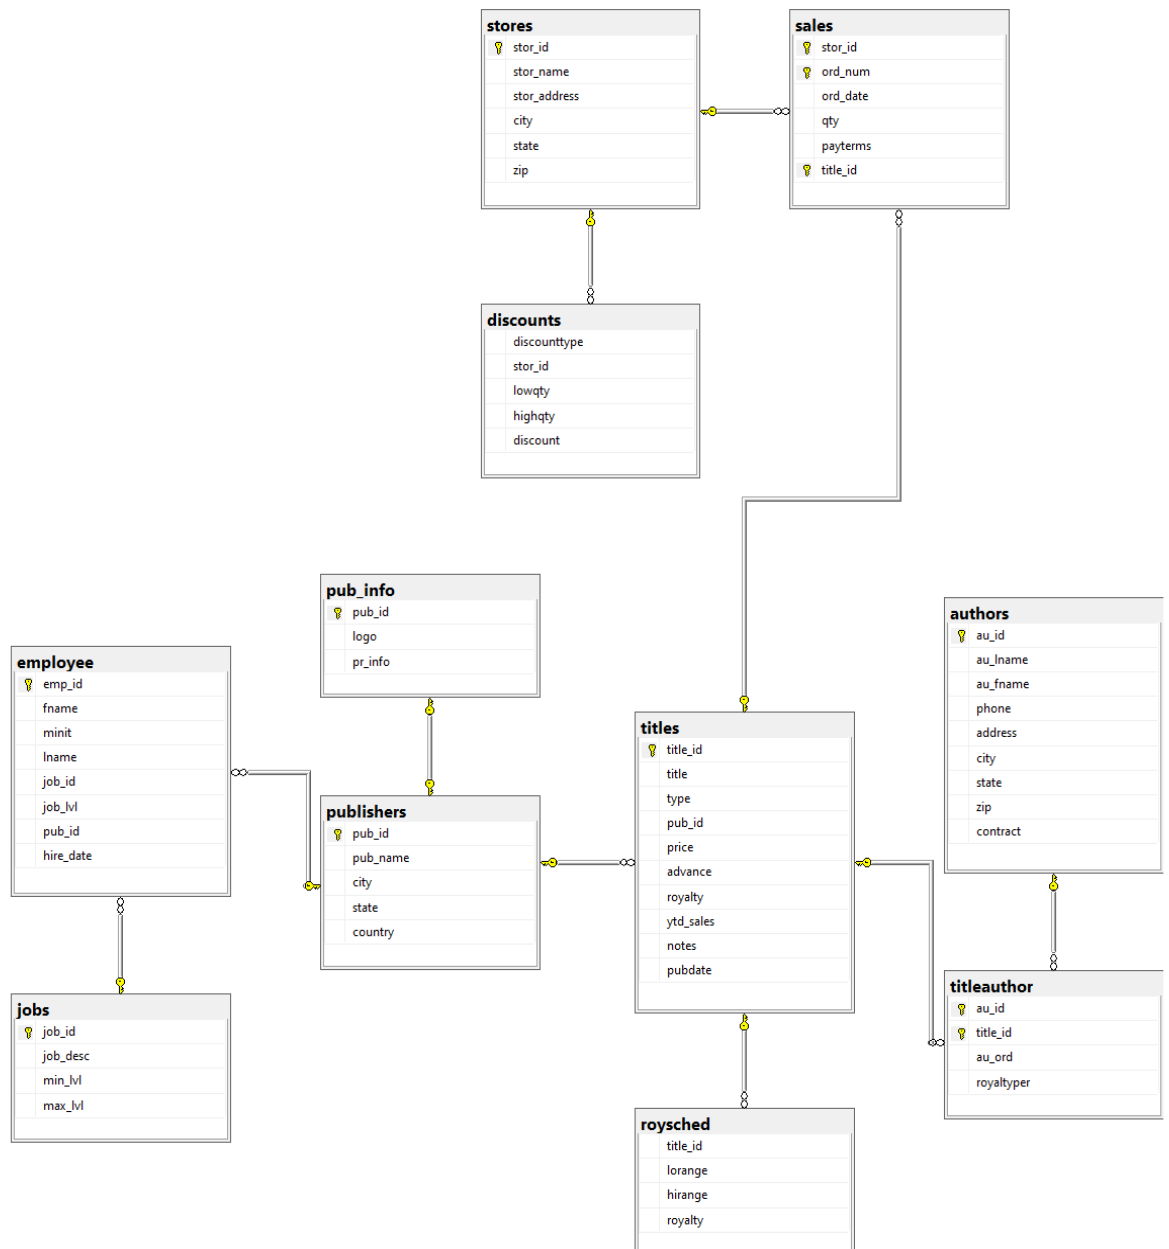 stores
stor_id
stor_name
stor_address
city
state
zip
sales
stor_id
ord_num
ord_date
qty
payterms
title_id
discounts
discounttype
stor_id
lowqty
highqty
discount
pub_info
pub_id
logo
pr_info
employee
emp_id
fname
minit
lname
job_id
job_lvl
pub_id
hire_date
publishers
pub_id
pub_name
city
state
country
titles
title_id
title
type
pub_id
price
advance
royalty
ytd_sales
notes
pubdate
authors
au_id
au_lname
au_fname
phone
address
city
state
zip
contract
jobs
job_id
job_desc
min_lvl
max_lvl
titleauthor
au_id
title_id
au_ord
royaltyper
roysched
title_id
lorange
hirange
royalty